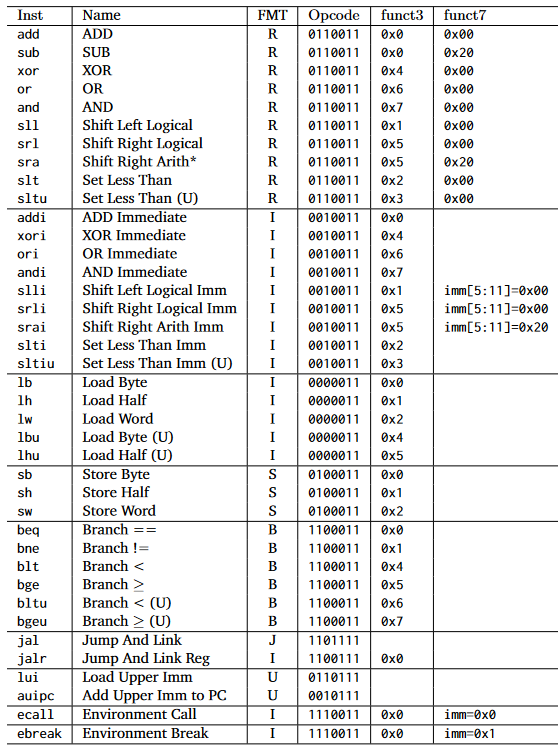 Inst Name FMT Opcode funct3 funct7
add ADD R 0110011 0x0 0x00
sub SUB R 0110011 0x0 0x20
xor XOR R 0110011 0x4 0x00
or OR R 0110011 0x6 0x00
and AND R 0110011 0x7 0x00
sll Shift Left Logical R 0110011 0x1 0x00
srl Shift Right Logical R 0110011 0x5 0x00
sra Shift Right Arith* R 0110011 0x5 0x20
slt Set Less Than R 0110011 0x2 0x00
sltu Set Less Than (U) R 0110011 0x3 0x00
addi ADD Immediate I 0010011 0x0
xori XOR Immediate I 0010011 0x4
ori OR Immediate I 0010011 0x6
andi AND Immediate I 0010011 0x7
slli Shift Left Logical Imm I 0010011 0x1 imm[5:11]=0x00
srli Shift Right Logical Imm I 0010011 0x5 imm[5:11]=0x00
srai Shift Right Arith Imm I 0010011 0x5 imm[5:11]=0x20
slti Set Less Than Imm I 0010011 0x2
sltiu Set Less Than Imm (U) I 0010011 0x3
lb Load Byte I 0000011 0x0
lh Load Half I 0000011 0x1
lw Load Word I 0000011 0x2
lbu Load Byte (U) I 0000011 0x4
lhu Load Half (U) I 0000011 0x5
sb Store Byte S 0100011 0x0
sh Store Half S 0100011 0x1
sw Store Word S 0100011 0x2
beq Branch == B 1100011 0x0
bne Branch != B 1100011 0x1
blt Branch < B 1100011 0x4
bge Branch ≥ B 1100011 0x5
bltu Branch < (U) B 1100011 0x6
bgeu Branch ≥ (U) B 1100011 0x7
jal Jump And Link J 1101111
jalr Jump And Link Reg I 1100111 0x0
lui Load Upper Imm U 0110111
auipc Add Upper Imm to PC U 0010111
ecall Environment Call I 1110011 0x0 imm=0x0
ebreak Environment Break I 1110011 0x0 imm=0x1